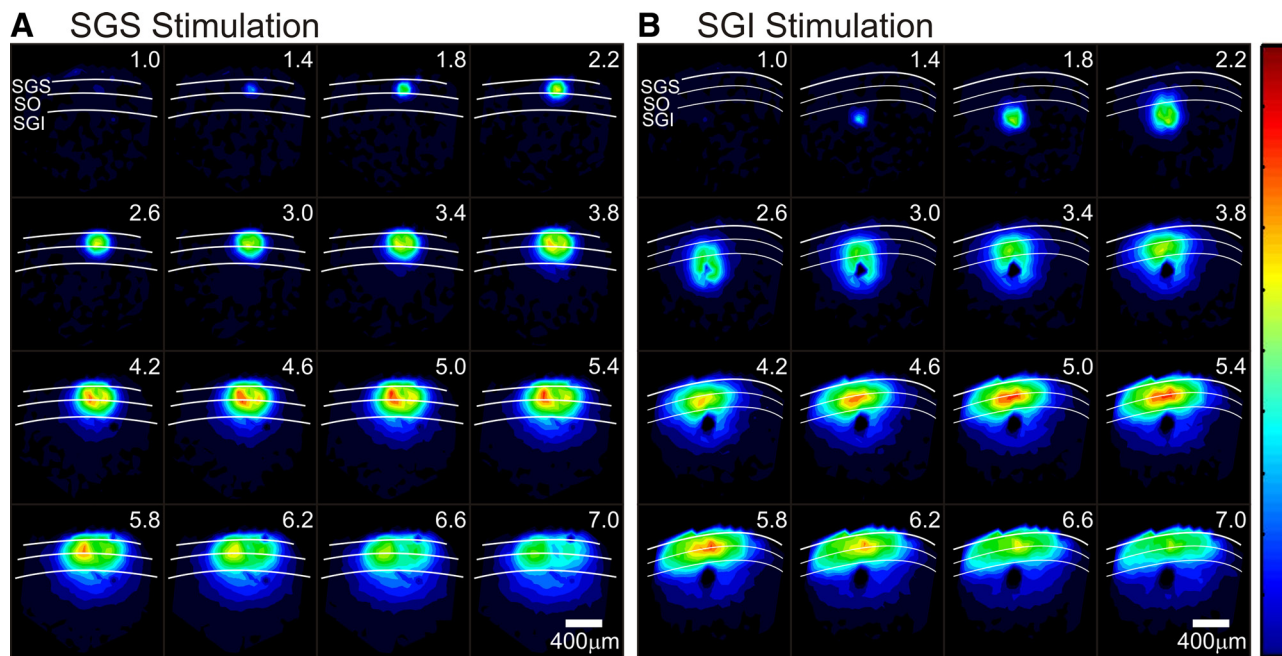 A SGS Stimulation
B SGI Stimulation
1.0 1.4 1.8 2.2
SGS
SO
SGI
2.6 3.0 3.4 3.8
4.2 4.6 5.0 5.4
5.8 6.2 6.6 7.0
400μm
1.0 1.4 1.8 2.2
SGS
SO
SGI
2.6 3.0 3.4 3.8
4.2 4.6 5.0 5.4
5.8 6.2 6.6 7.0
400μm